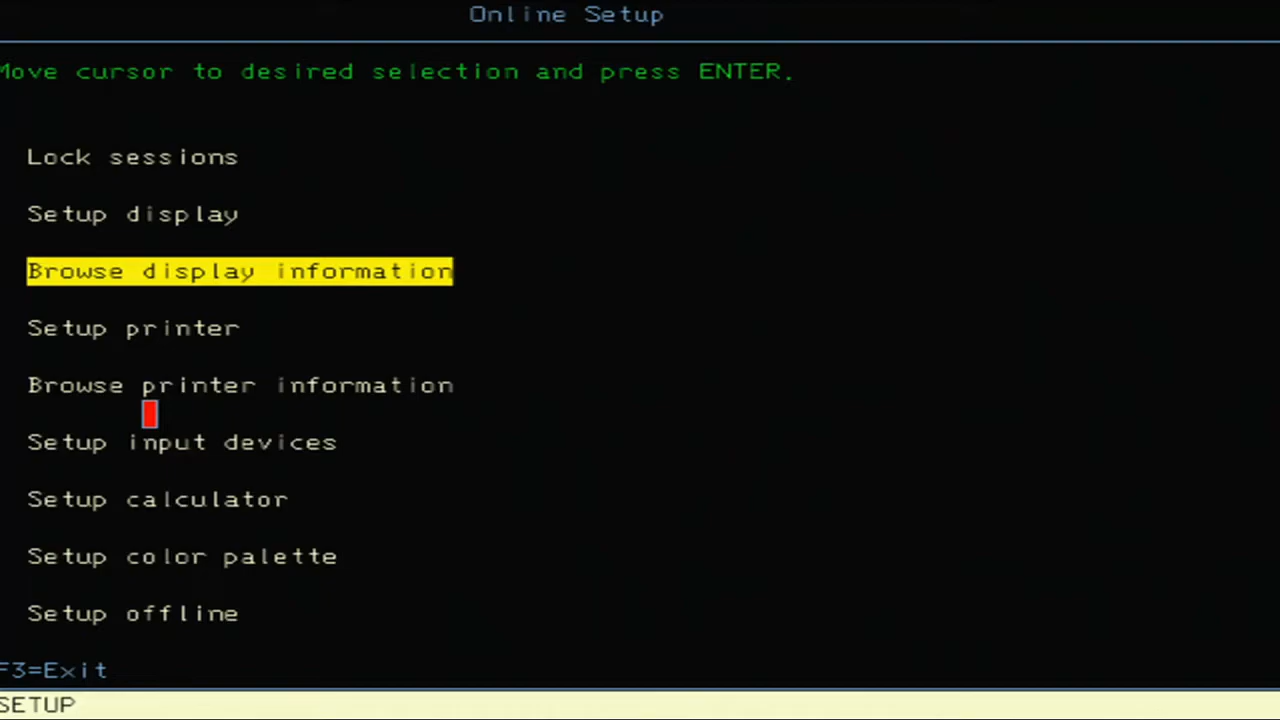 Online Setup
Move cursor to desired selection and press ENTER.
Lock sessions
Setup display
Browse display information
Setup printer
Browse printer information
Setup input devices
Setup calculator
Setup color palette
Setup offline
F3=Exit
SETUP